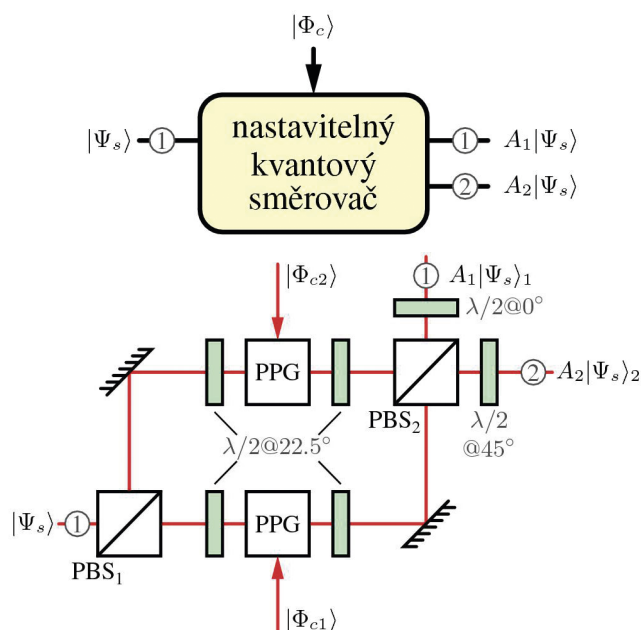 |Φc⟩
|Ψs⟩ 1 nastavitelný 1 A1|Ψs⟩
kvantový 2 A2|Ψs⟩
směrovač
|Φc2⟩ 1 A1|Ψs⟩1
λ/2@0°
PPG
PBS2 2 A2|Ψs⟩2
λ/2@22.5° λ/2
@45°
|Ψs⟩ 1 PPG
PBS1
|Φc1⟩